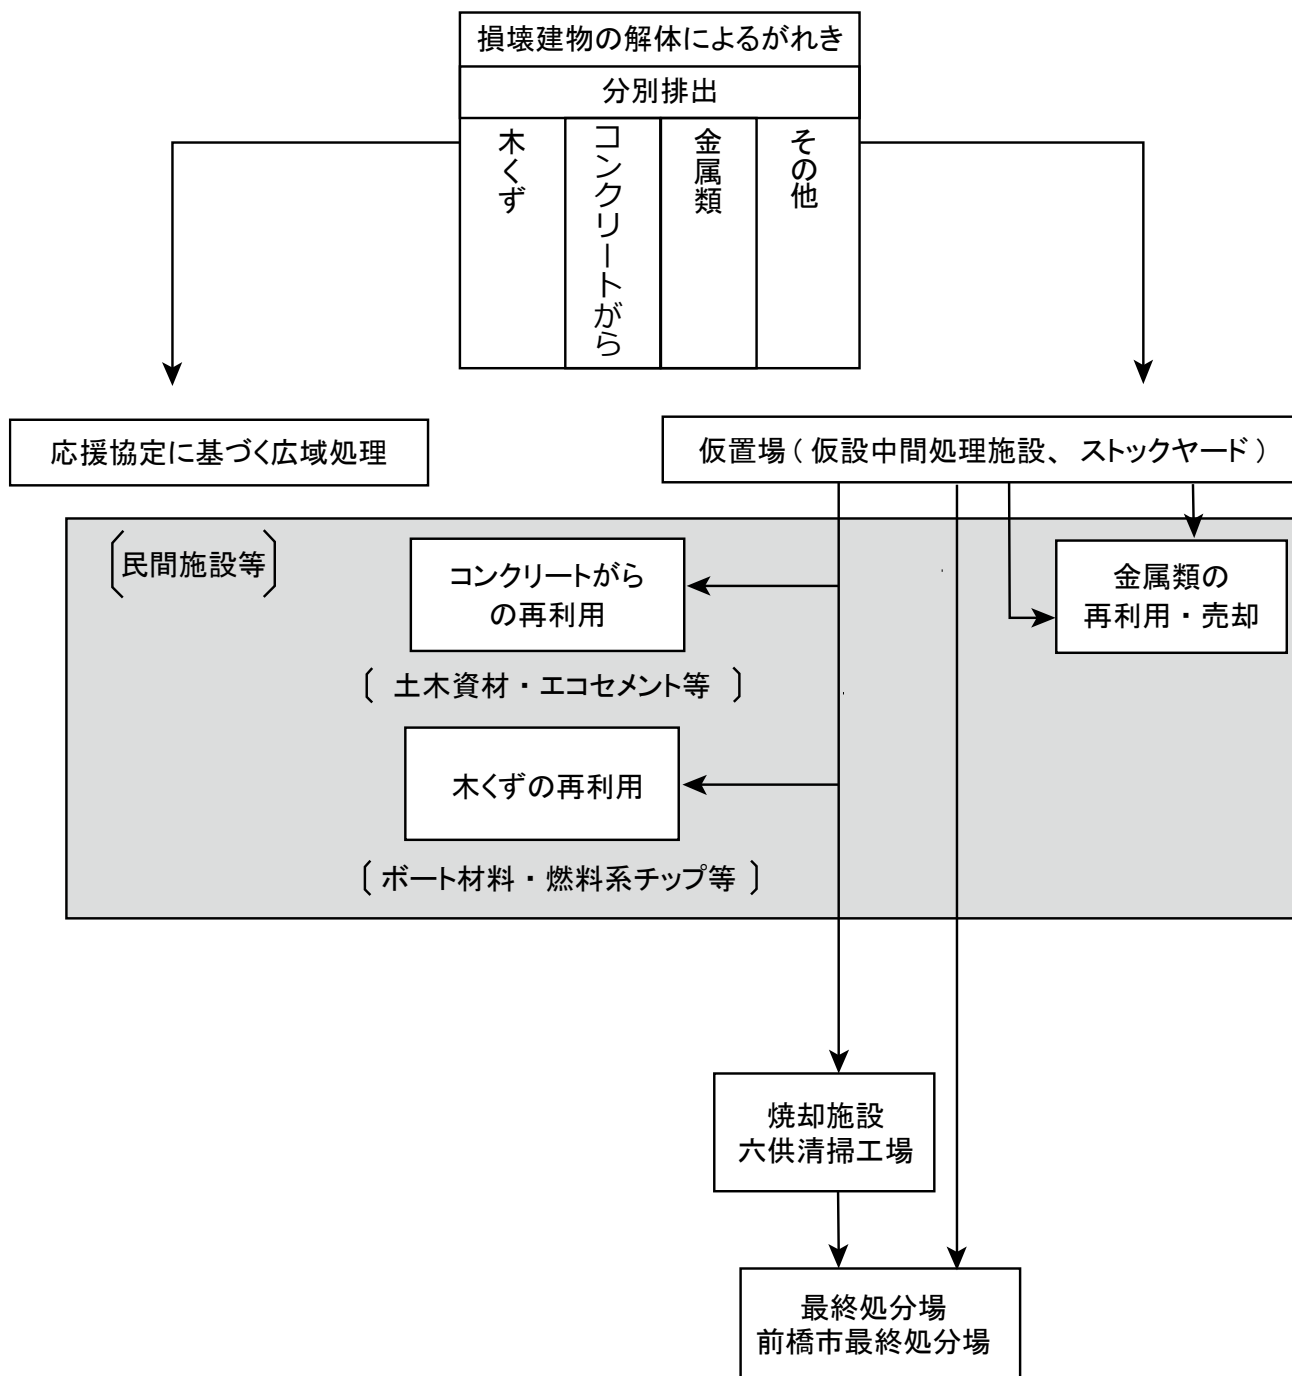 損壊建物の解体によるがれき
分別排出
木くず
コンクリートがら
金属類
その他
応援協定に基づく広域処理
仮置場（仮設中間処理施設、ストックヤード）
〔民間施設等〕
コンクリートがら
の再利用
〔土木資材・エコセメント等〕
金属類の
再利用・売却
木くずの再利用
〔ボート材料・燃料系チップ等〕
焼却施設
六供清掃工場
最終処分場
前橋市最終処分場